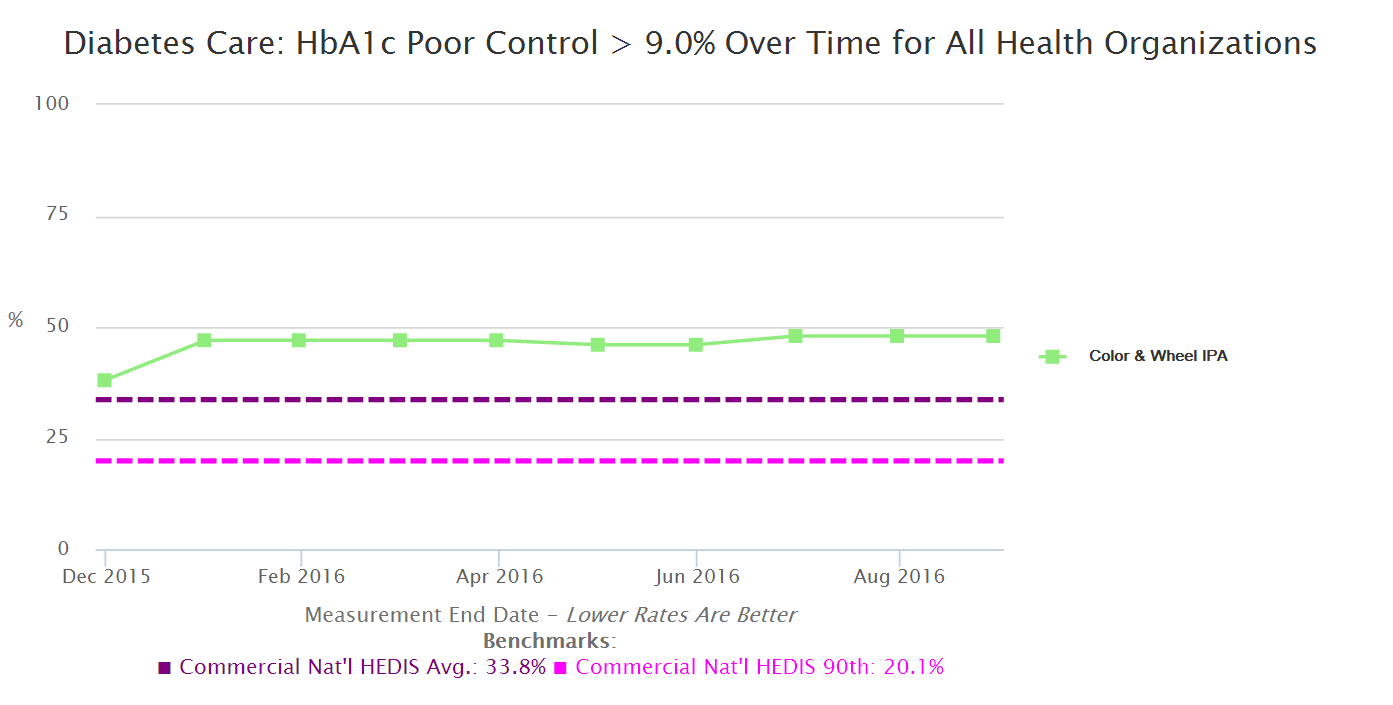 Diabetes Care: HbA1c Poor Control > 9.0% Over Time for All Health Organizations
100
75
%
50
25
0
Color & Wheel IPA
Dec 2015
Feb 2016
Apr 2016
Jun 2016
Aug 2016
Measurement End Date – Lower Rates Are Better
Benchmarks:
Commercial Nat'l HEDIS Avg.: 33.8% Commercial Nat'l HEDIS 90th: 20.1%